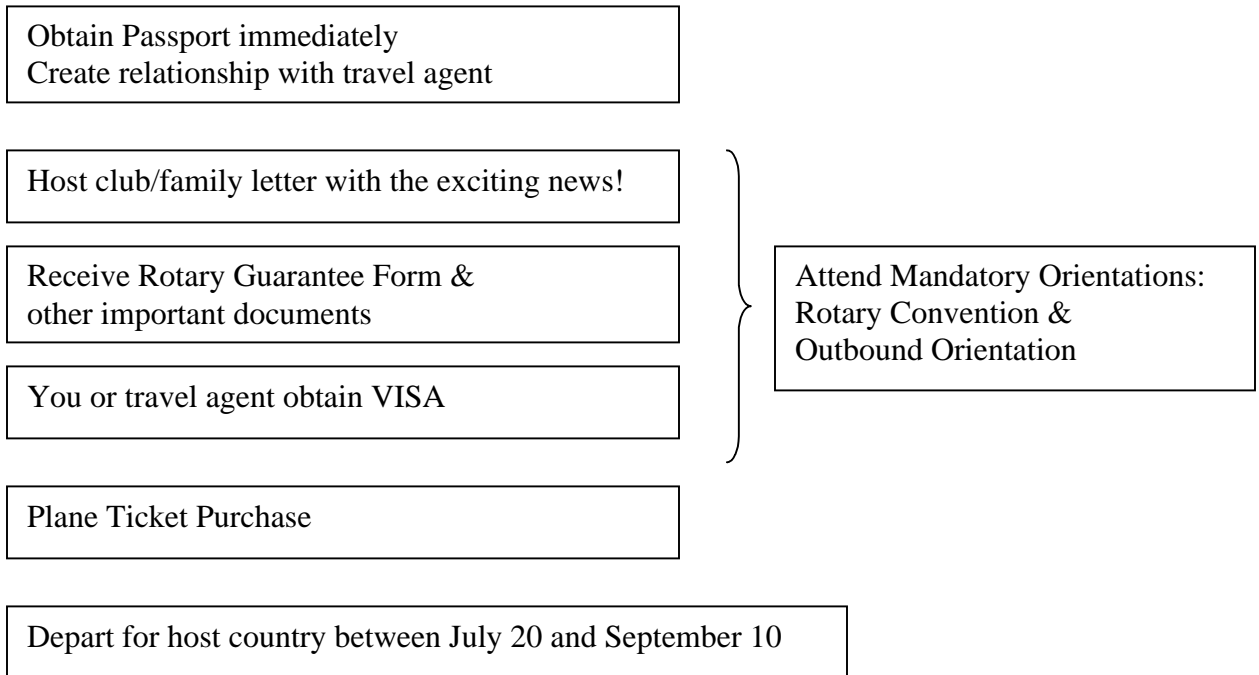 Obtain Passport immediately
Create relationship with travel agent
Host club/family letter with the exciting news!
Receive Rotary Guarantee Form &
other important documents
You or travel agent obtain VISA
Attend Mandatory Orientations:
Rotary Convention &
Outbound Orientation
Plane Ticket Purchase
Depart for host country between July 20 and September 10